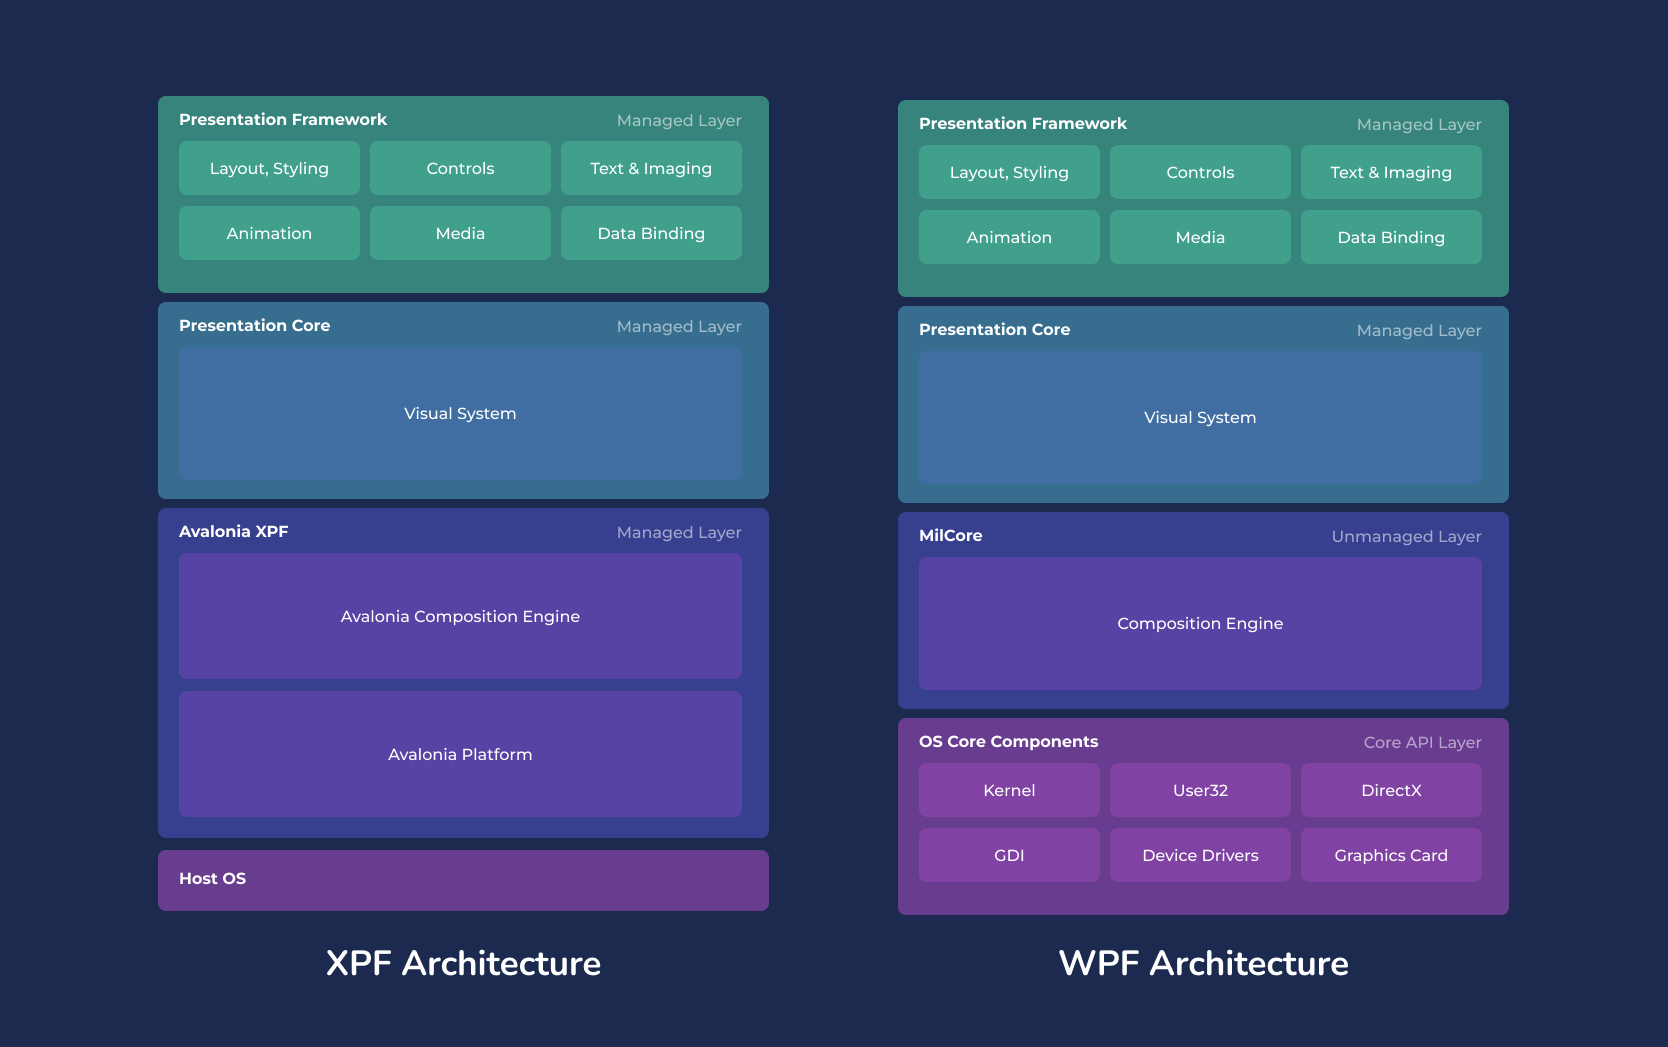 Presentation Framework
Managed Layer
Layout, Styling
Controls
Text & Imaging
Animation
Media
Data Binding
Presentation Core
Managed Layer
Visual System
Avalonia XPF
Managed Layer
Avalonia Composition Engine
Avalonia Platform
Host OS
XPF Architecture
Presentation Framework
Managed Layer
Layout, Styling
Controls
Text & Imaging
Animation
Media
Data Binding
Presentation Core
Managed Layer
Visual System
MilCore
Unmanaged Layer
Composition Engine
OS Core Components
Core API Layer
Kernel
User32
DirectX
GDI
Device Drivers
Graphics Card
WPF Architecture